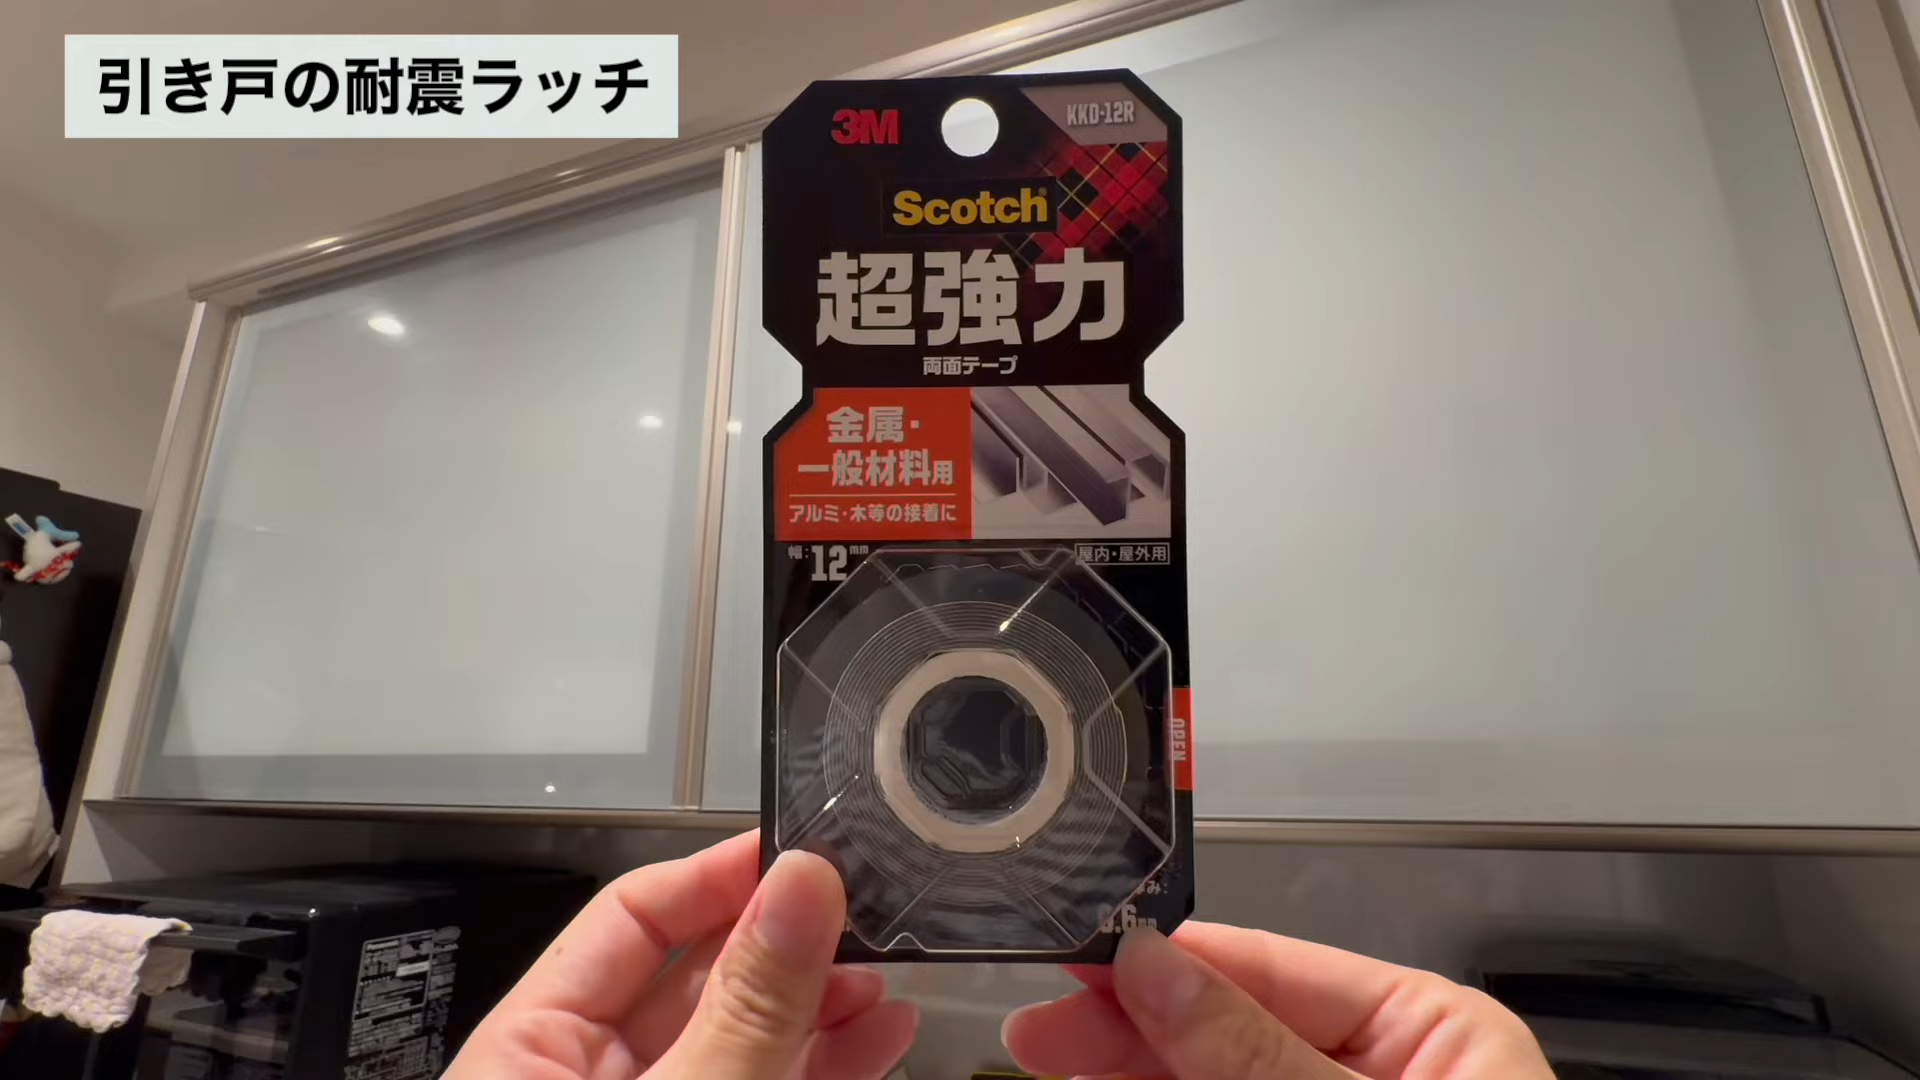 引き戸の耐震ラッチ
3M
KKD-12R
Scotch
超強力
両面テープ
金属・
一般材料用
アルミ・木等の接着に
幅:12mm
屋内・屋外用
OPEN
Panasonic